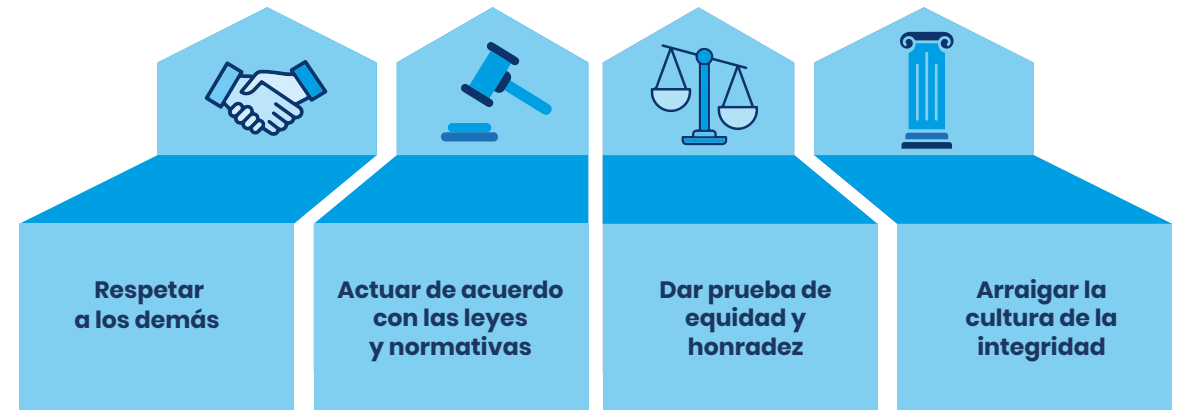 Respetar
a los demás
Actuar de acuerdo
con las leyes
y normativas
Dar prueba de
equidad y
honradez
Arraigar la
cultura de la
integridad